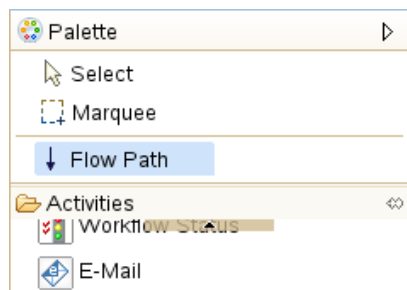 Palette
Select
Marquee
Flow Path
Activities
Workflow Status
E-Mail